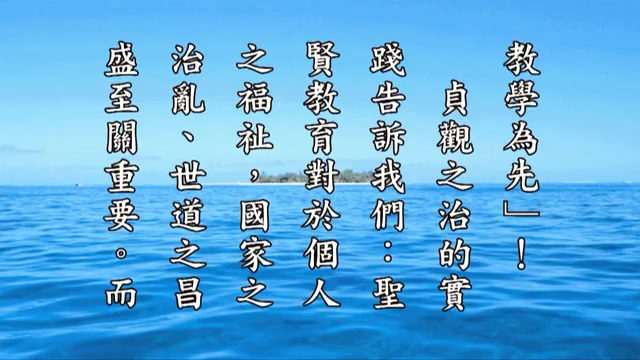 教學為先」！
貞觀之治的實
踐告訴我們：聖
賢教育對於個人
之福祉，國家之
治亂、世道之昌
盛至關重要。而